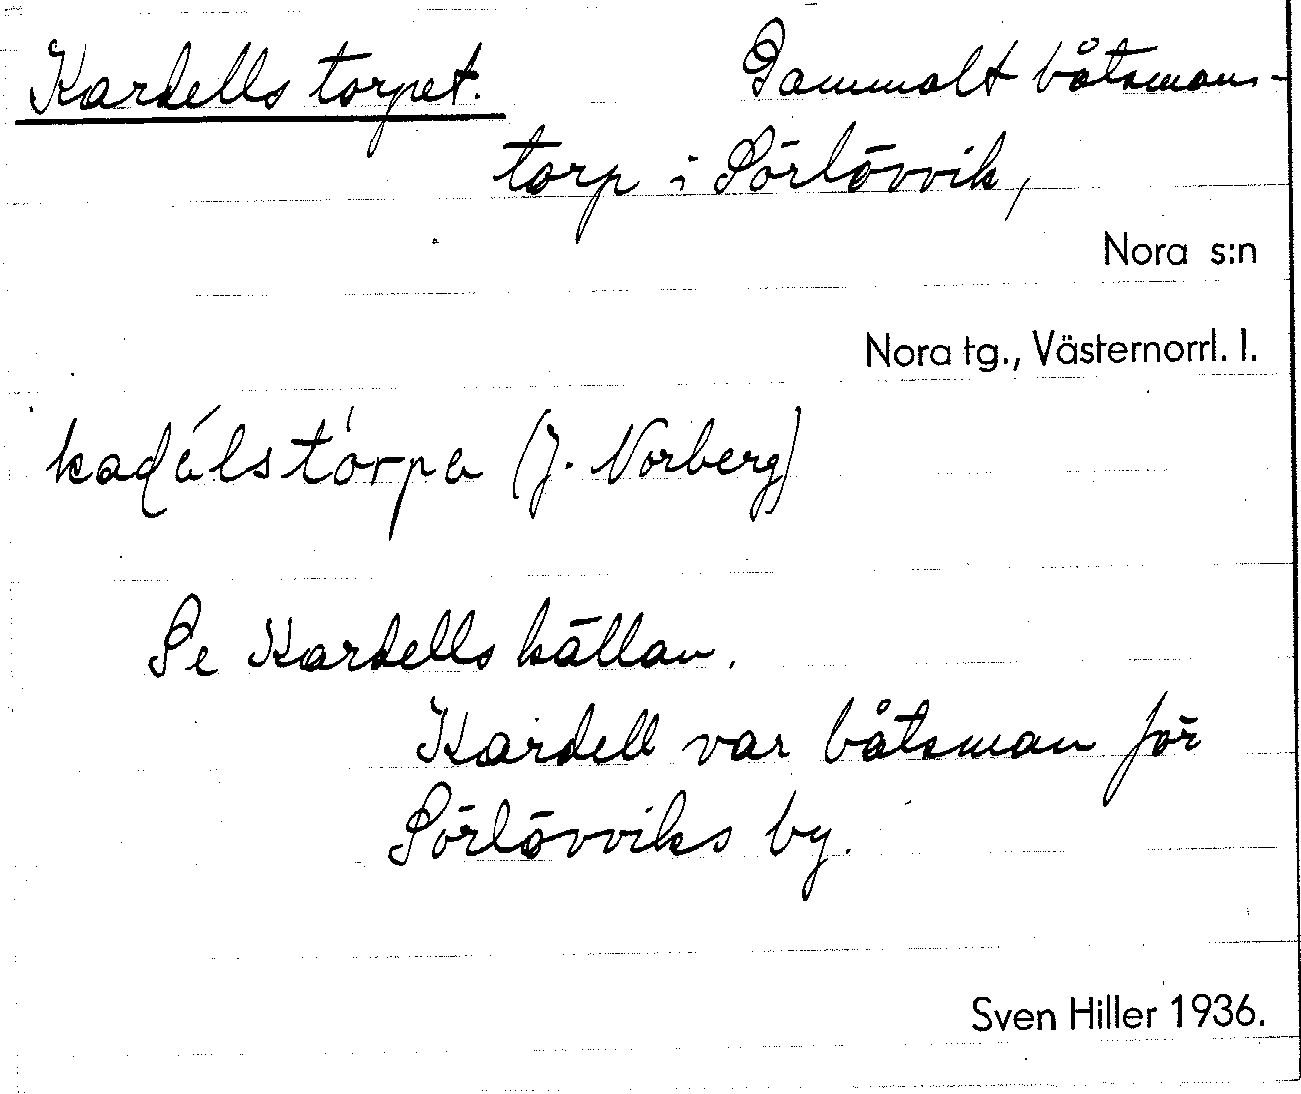 Kardells torpet. Gammalt båtsmans-
torp i Sörlövvik,
Nora s:n
Nora tg., Västernorrl. l.
kaɖélstórpa (J. Norberg)
Se Kardells källan.
Kardell var båtsman för
Sörlövviks by.
Sven Hiller 1936.